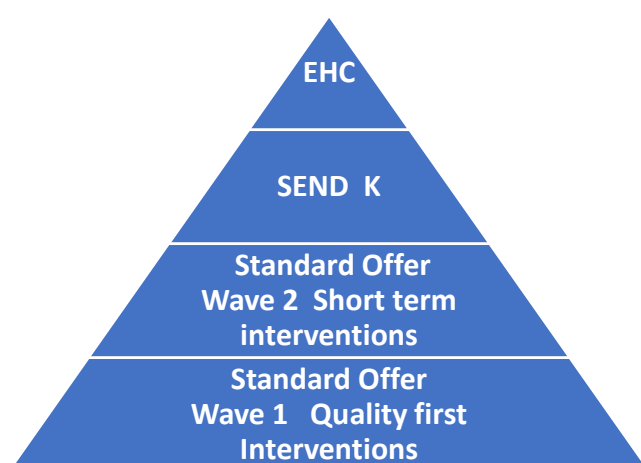 EHC
SEND  K
Standard Offer
Wave 2  Short term
interventions
Standard Offer
Wave 1   Quality first
Interventions